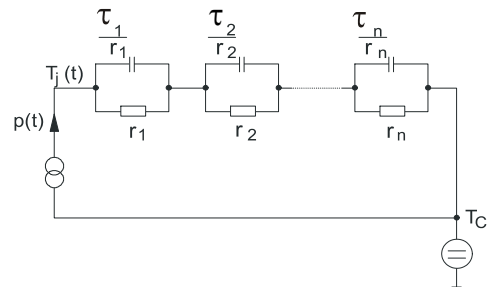 τ1/r1 τ2/r2 τn/rn
Tj (t)
r1 r2 rn
p(t)
TC